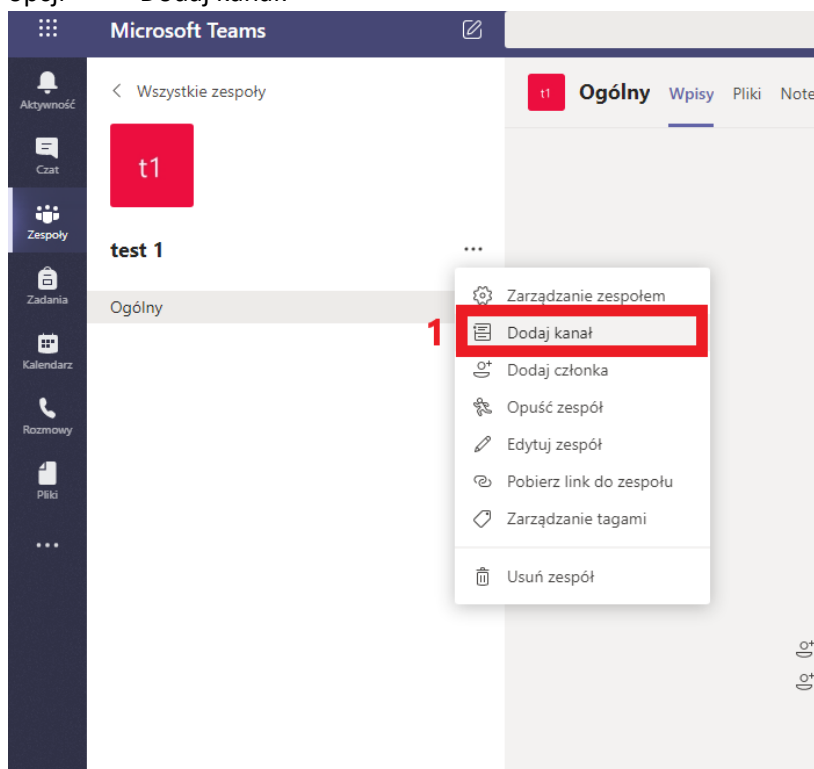 Microsoft Teams
Aktywność
Czat
Zespoły
Zadania
Kalendarz
Rozmowy
Pliki
Wszystkie zespoły
t1
test 1
Ogólny
t1 Ogólny Wpisy Pliki Note
1
Zarządzanie zespołem
Dodaj kanał
Dodaj członka
Opuść zespół
Edytuj zespół
Pobierz link do zespołu
Zarządzanie tagami
Usuń zespół